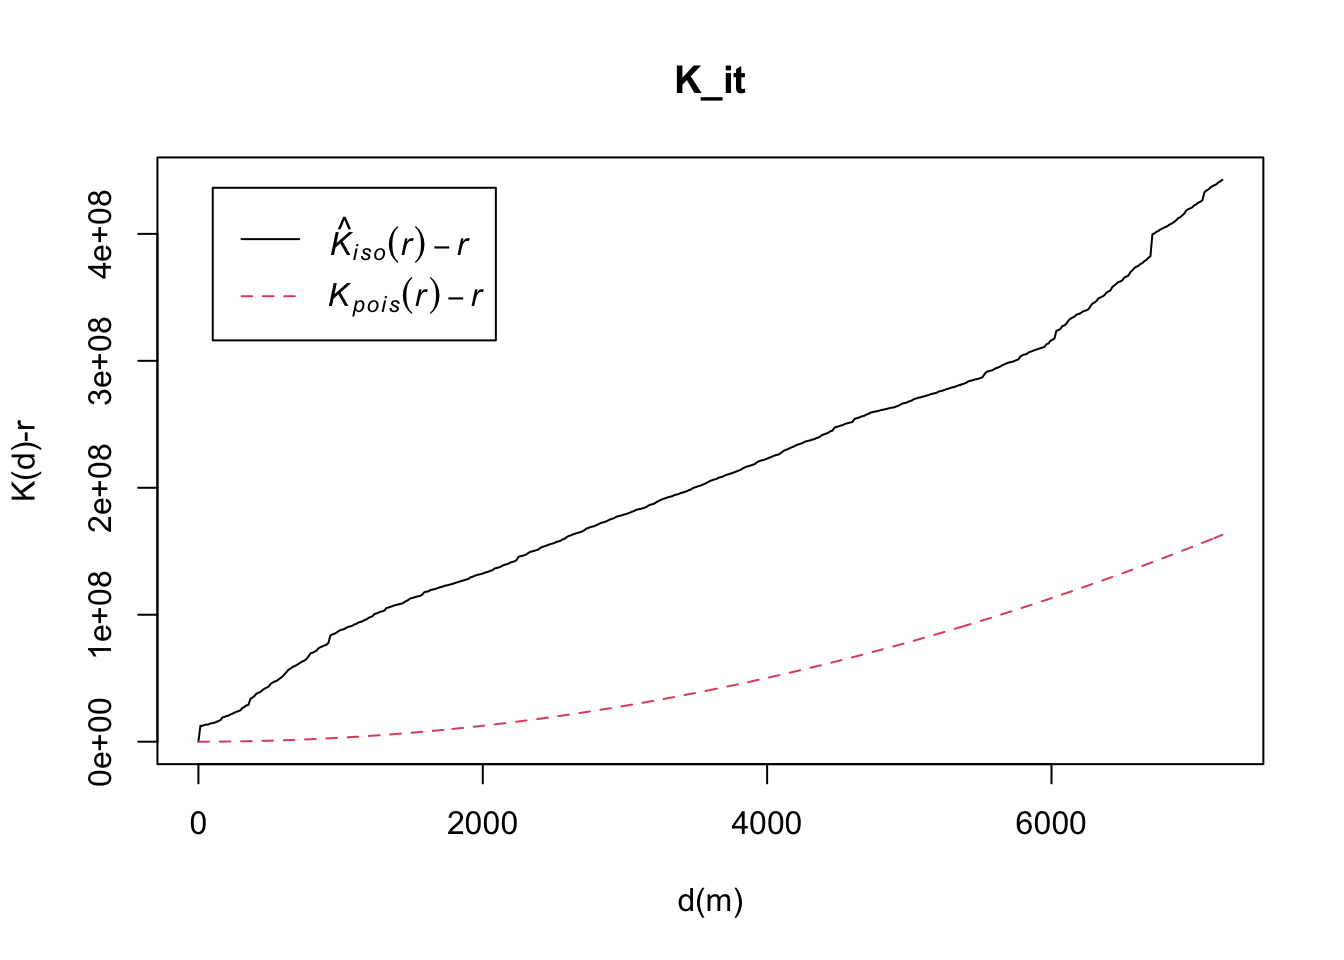 K_it
K̂iso(r) − r
Kpois(r) − r
K(d)-r
4e+08
3e+08
2e+08
1e+08
0e+00
0 2000 4000 6000
d(m)